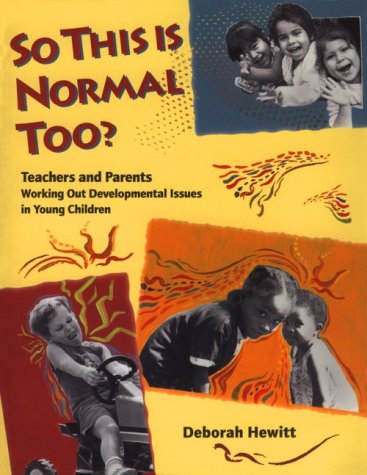 So This is
Normal
Too?
Teachers and Parents
Working Out Developmental Issues
in Young Children
Deborah Hewitt